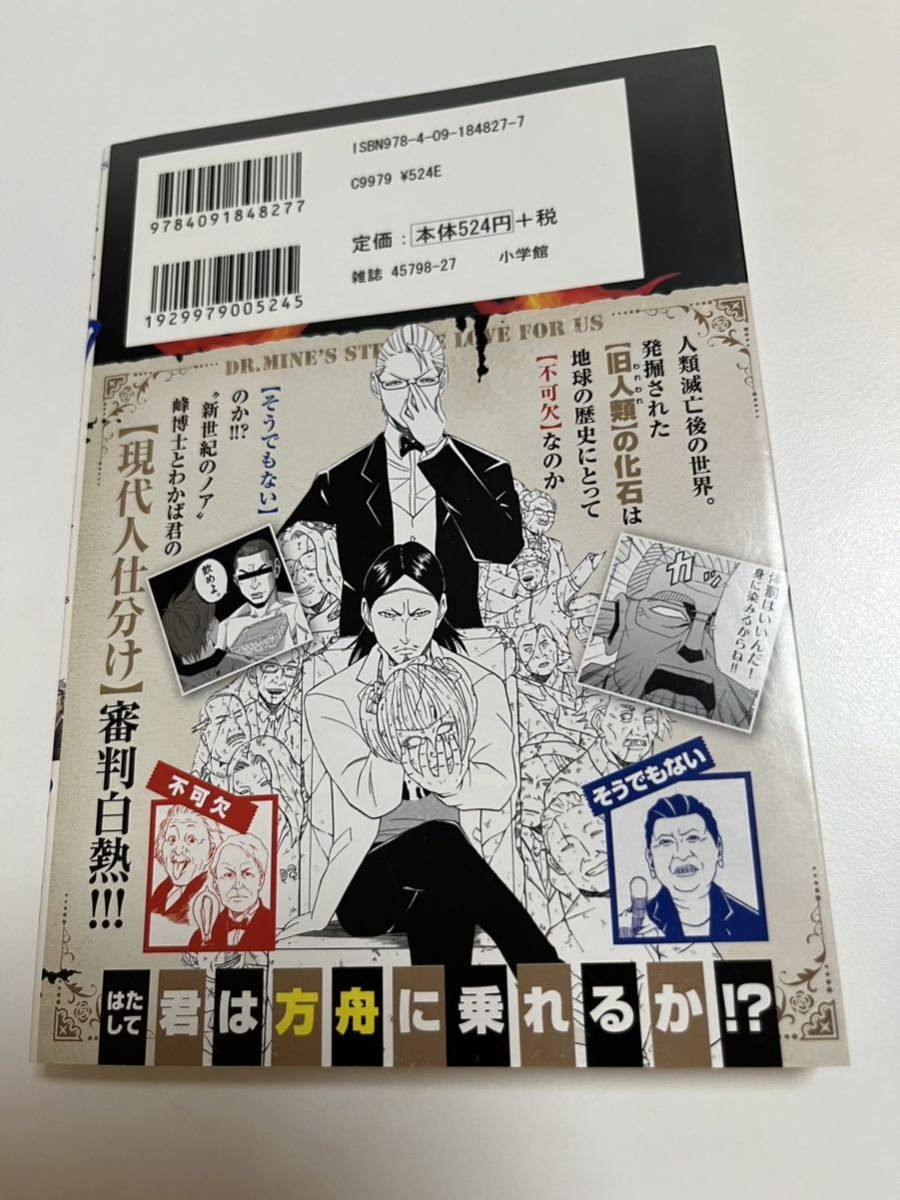 ISBN978-4-09-184827-7
C9979 ¥524E
9784091848277
定価：本体524円+税
雑誌 45798-27 小学館
1929979005245
DR.MINE'S ST LOVE FOR US
人類滅亡後の世界。
発掘された
【旧人類】の化石は
われわれ
地球の歴史にとって
【不可欠】なのか
【そうでもない】
のか!!?
"新世紀のノア"
峰博士とわかば君の
【現代人仕分け】審判白熱!!!
飲めよ。
ガッ
体罰はいいんだ!
身に染みるからね!!
不可欠
そうでもない
はたして
君は方舟に乗れるか!?